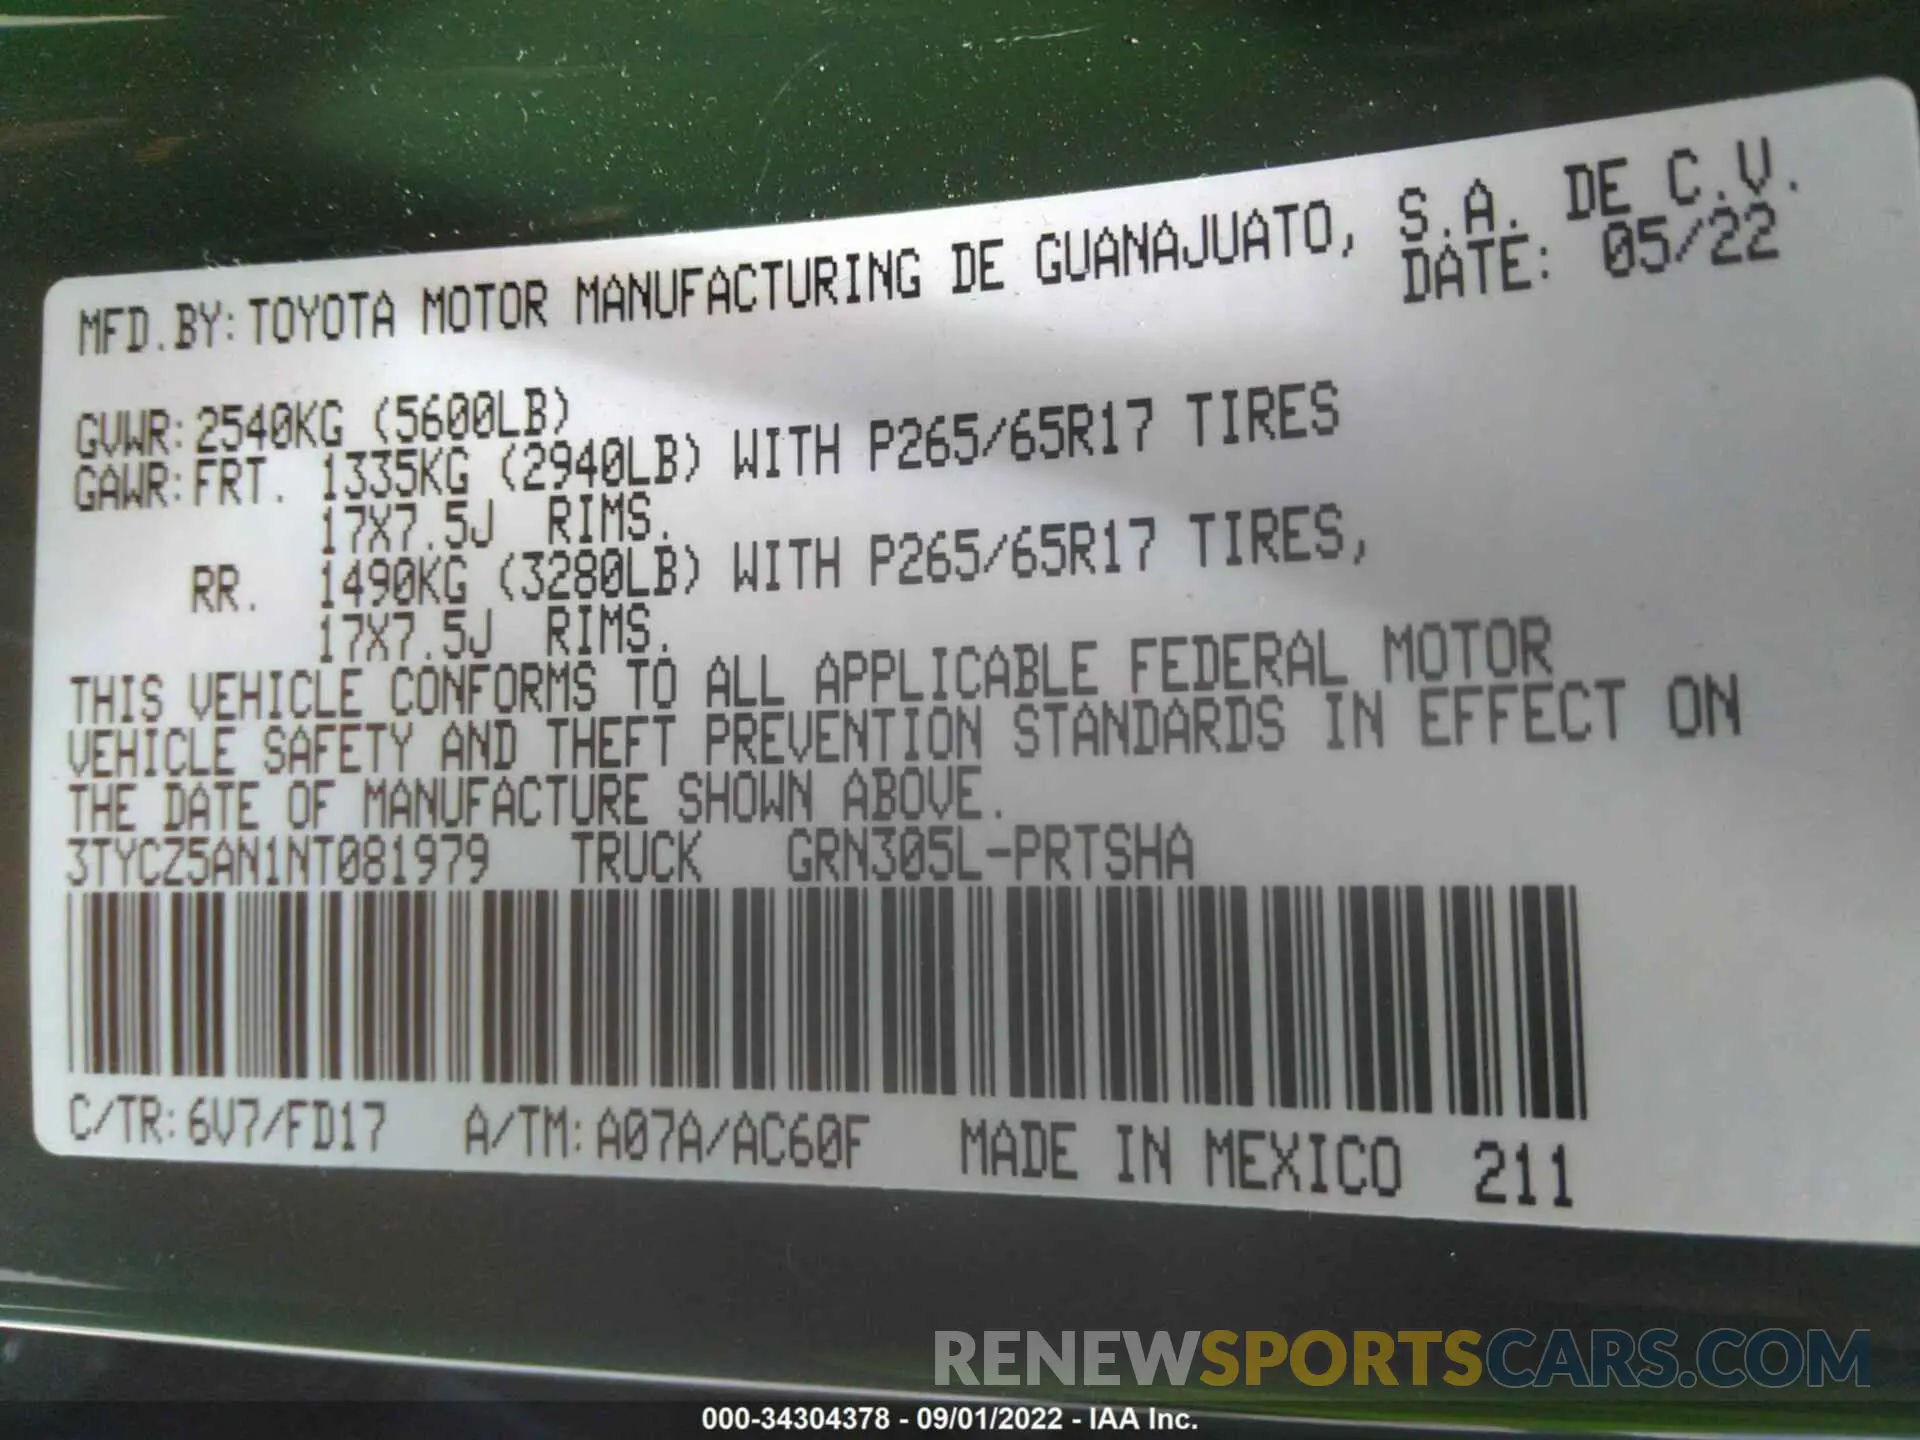 MFD.BY:TOYOTA MOTOR MANUFACTURING DE GUANAJUATO, S.A. DE C.V.
DATE: 05/22
GVWR:2540KG (5600LB)
GAWR:FRT. 1335KG (2940LB) WITH P265/65R17 TIRES
17X7.5J RIMS.
RR. 1490KG (3280LB) WITH P265/65R17 TIRES,
17X7.5J RIMS.
THIS VEHICLE CONFORMS TO ALL APPLICABLE FEDERAL MOTOR
VEHICLE SAFETY AND THEFT PREVENTION STANDARDS IN EFFECT ON
THE DATE OF MANUFACTURE SHOWN ABOVE.
3TYCZ5AN1NT081979 TRUCK GRN305L-PRTSHA
C/TR:6V7/FD17 A/TM:A07A/AC60F MADE IN MEXICO 211
RENEWSPORTSCARS.COM
000-34304378 - 09/01/2022 - IAA Inc.